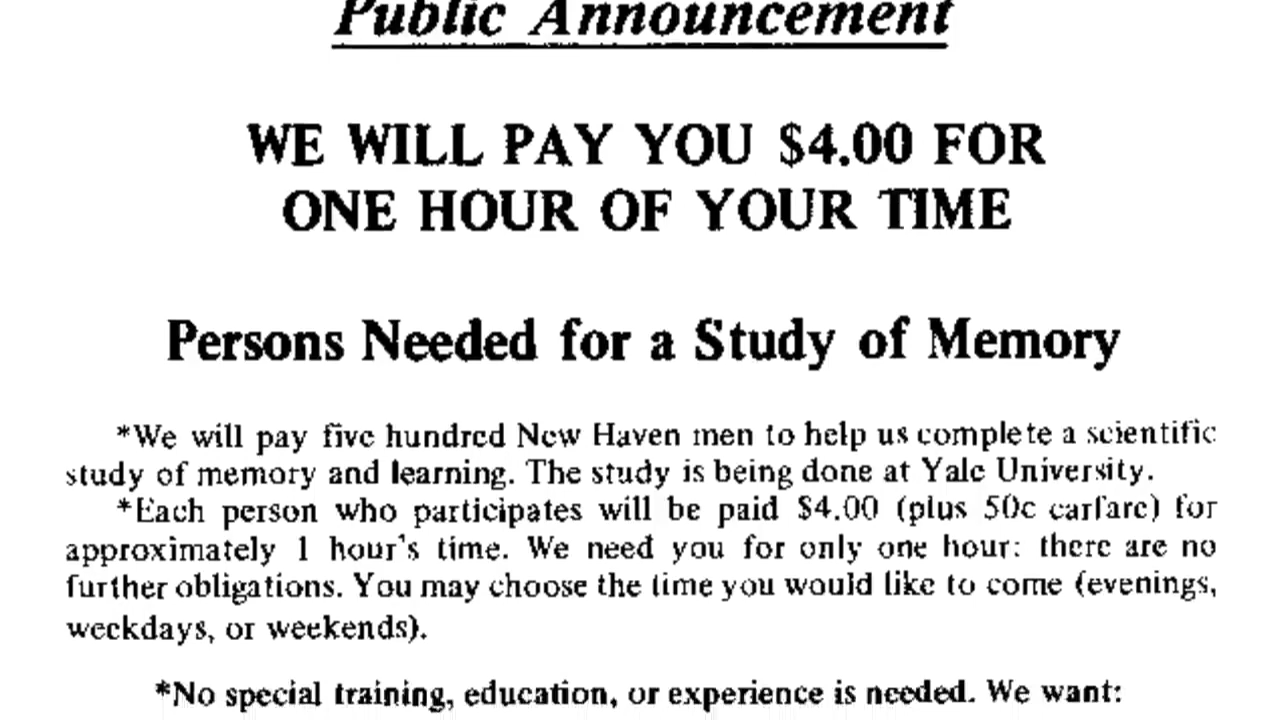 Public Announcement
WE WILL PAY YOU $4.00 FOR
ONE HOUR OF YOUR TIME
Persons Needed for a Study of Memory
*We will pay five hundred New Haven men to help us complete a scientific
study of memory and learning. The study is being done at Yale University.
*Each person who participates will be paid $4.00 (plus 50c carfare) for
approximately 1 hour's time. We need you for only one hour: there are no
further obligations. You may choose the time you would like to come (evenings,
weekdays, or weekends).
*No special training, education, or experience is needed. We want: